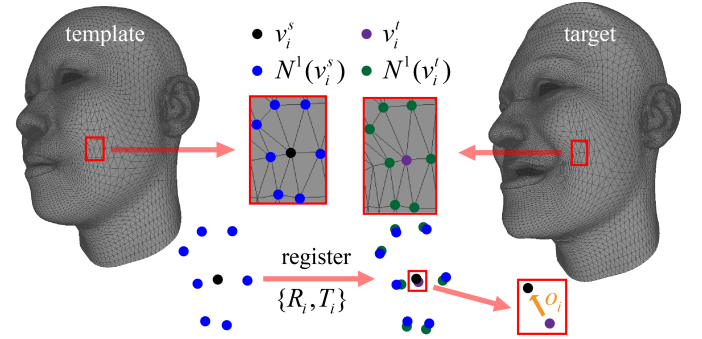 template
target
v_i^s
v_i^t
N^1(v_i^s)
N^1(v_i^t)
register
{R_i, T_i}
o_i